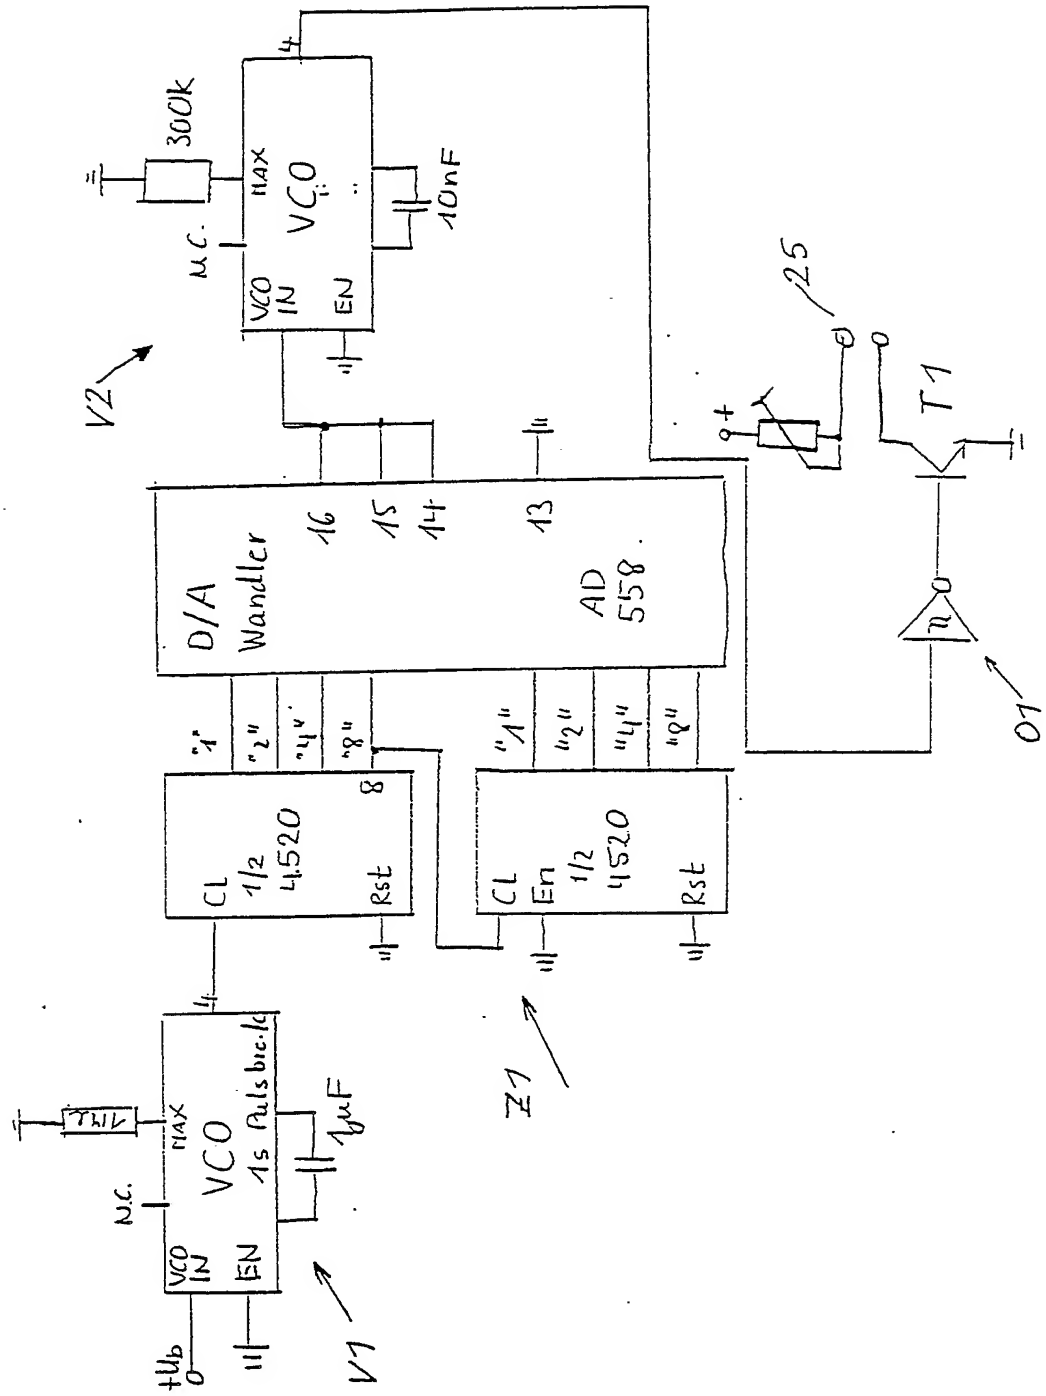 +Ub
VCO
IN
EN
N.C.
MAX
VCO
1s
4
1µF
V1
CL
1/2
4520
8
Rst
CL
En
1/2
4520
Rst
Z1
"1"
"2"
"4"
"8"
"1"
"2"
"4"
"8"
D/A
Wandler
AD
558
16
15
14
13
V2
VCO
IN
EN
N.C.
MAX
VCO
300k
10nF
4
01
T1
+
25